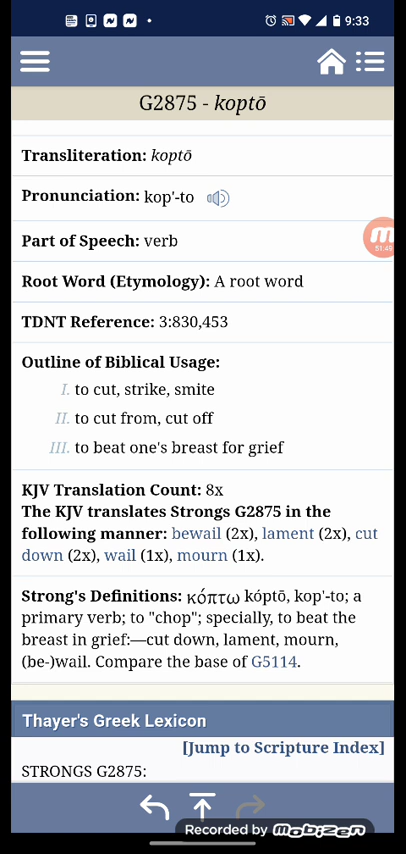 9:33
G2875 - koptō
Transliteration: koptō
Pronunciation: kop'-to
Part of Speech: verb
51:49
Root Word (Etymology): A root word
TDNT Reference: 3:830,453
Outline of Biblical Usage:
I. to cut, strike, smite
II. to cut from, cut off
III. to beat one's breast for grief
KJV Translation Count: 8x
The KJV translates Strongs G2875 in the
following manner: bewail (2x), lament (2x), cut
down (2x), wail (1x), mourn (1x).
Strong's Definitions: κόπτω kóptō, kop'-to; a
primary verb; to "chop"; specially, to beat the
breast in grief:—cut down, lament, mourn,
(be-)wail. Compare the base of G5114.
Thayer's Greek Lexicon
[Jump to Scripture Index]
STRONGS G2875:
Recorded by MOBIZEN